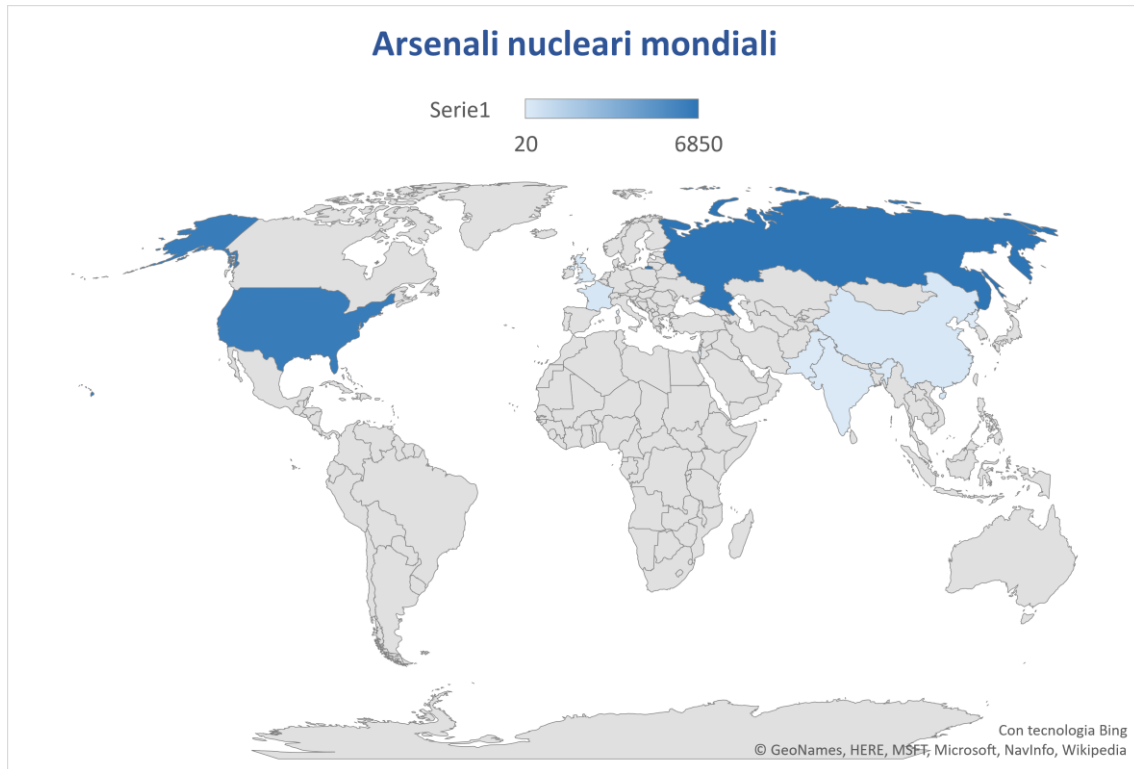 Arsenali nucleari mondiali
Serie1
20 6850
Con tecnologia Bing
© GeoNames, HERE, MSFT, Microsoft, NavInfo, Wikipedia